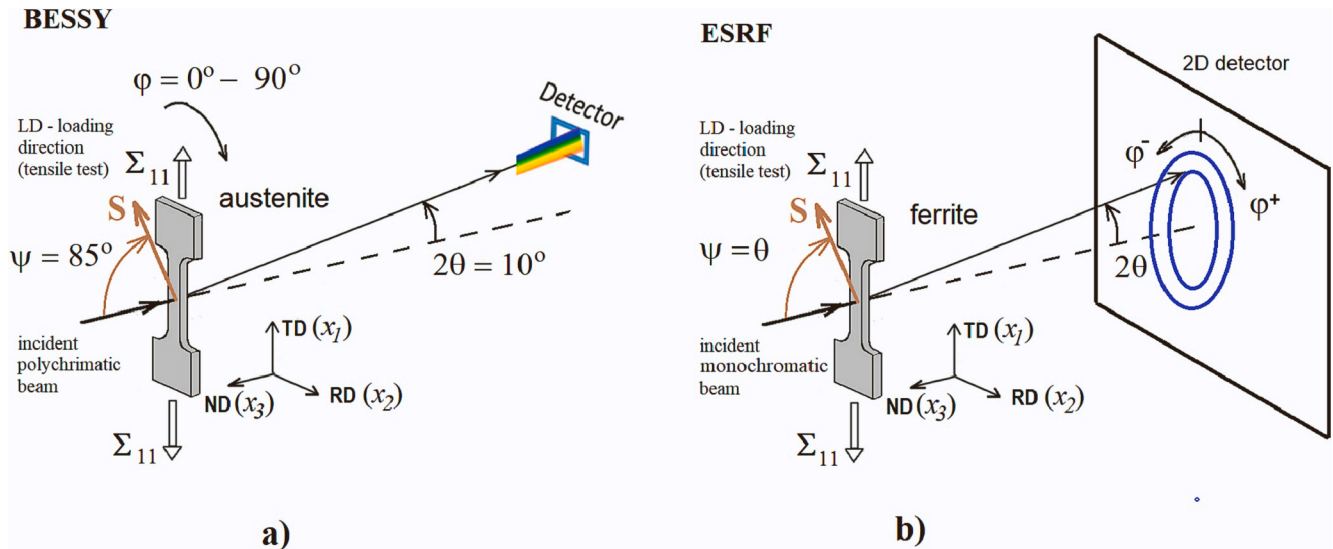 BESSY
φ = 0° – 90°
LD - loading
direction
(tensile test)
Σ11
S
austenite
Detector
ψ = 85°
2θ = 10°
incident
polychrimatic
beam
TD (x1)
ND (x3)
RD (x2)
Σ11
a)
ESRF
2D detector
LD - loading
direction
(tensile test)
Σ11
S
ferrite
φ-
φ+
ψ = θ
2θ
incident
monochromatic
beam
TD (x1)
ND (x3)
RD (x2)
Σ11
b)